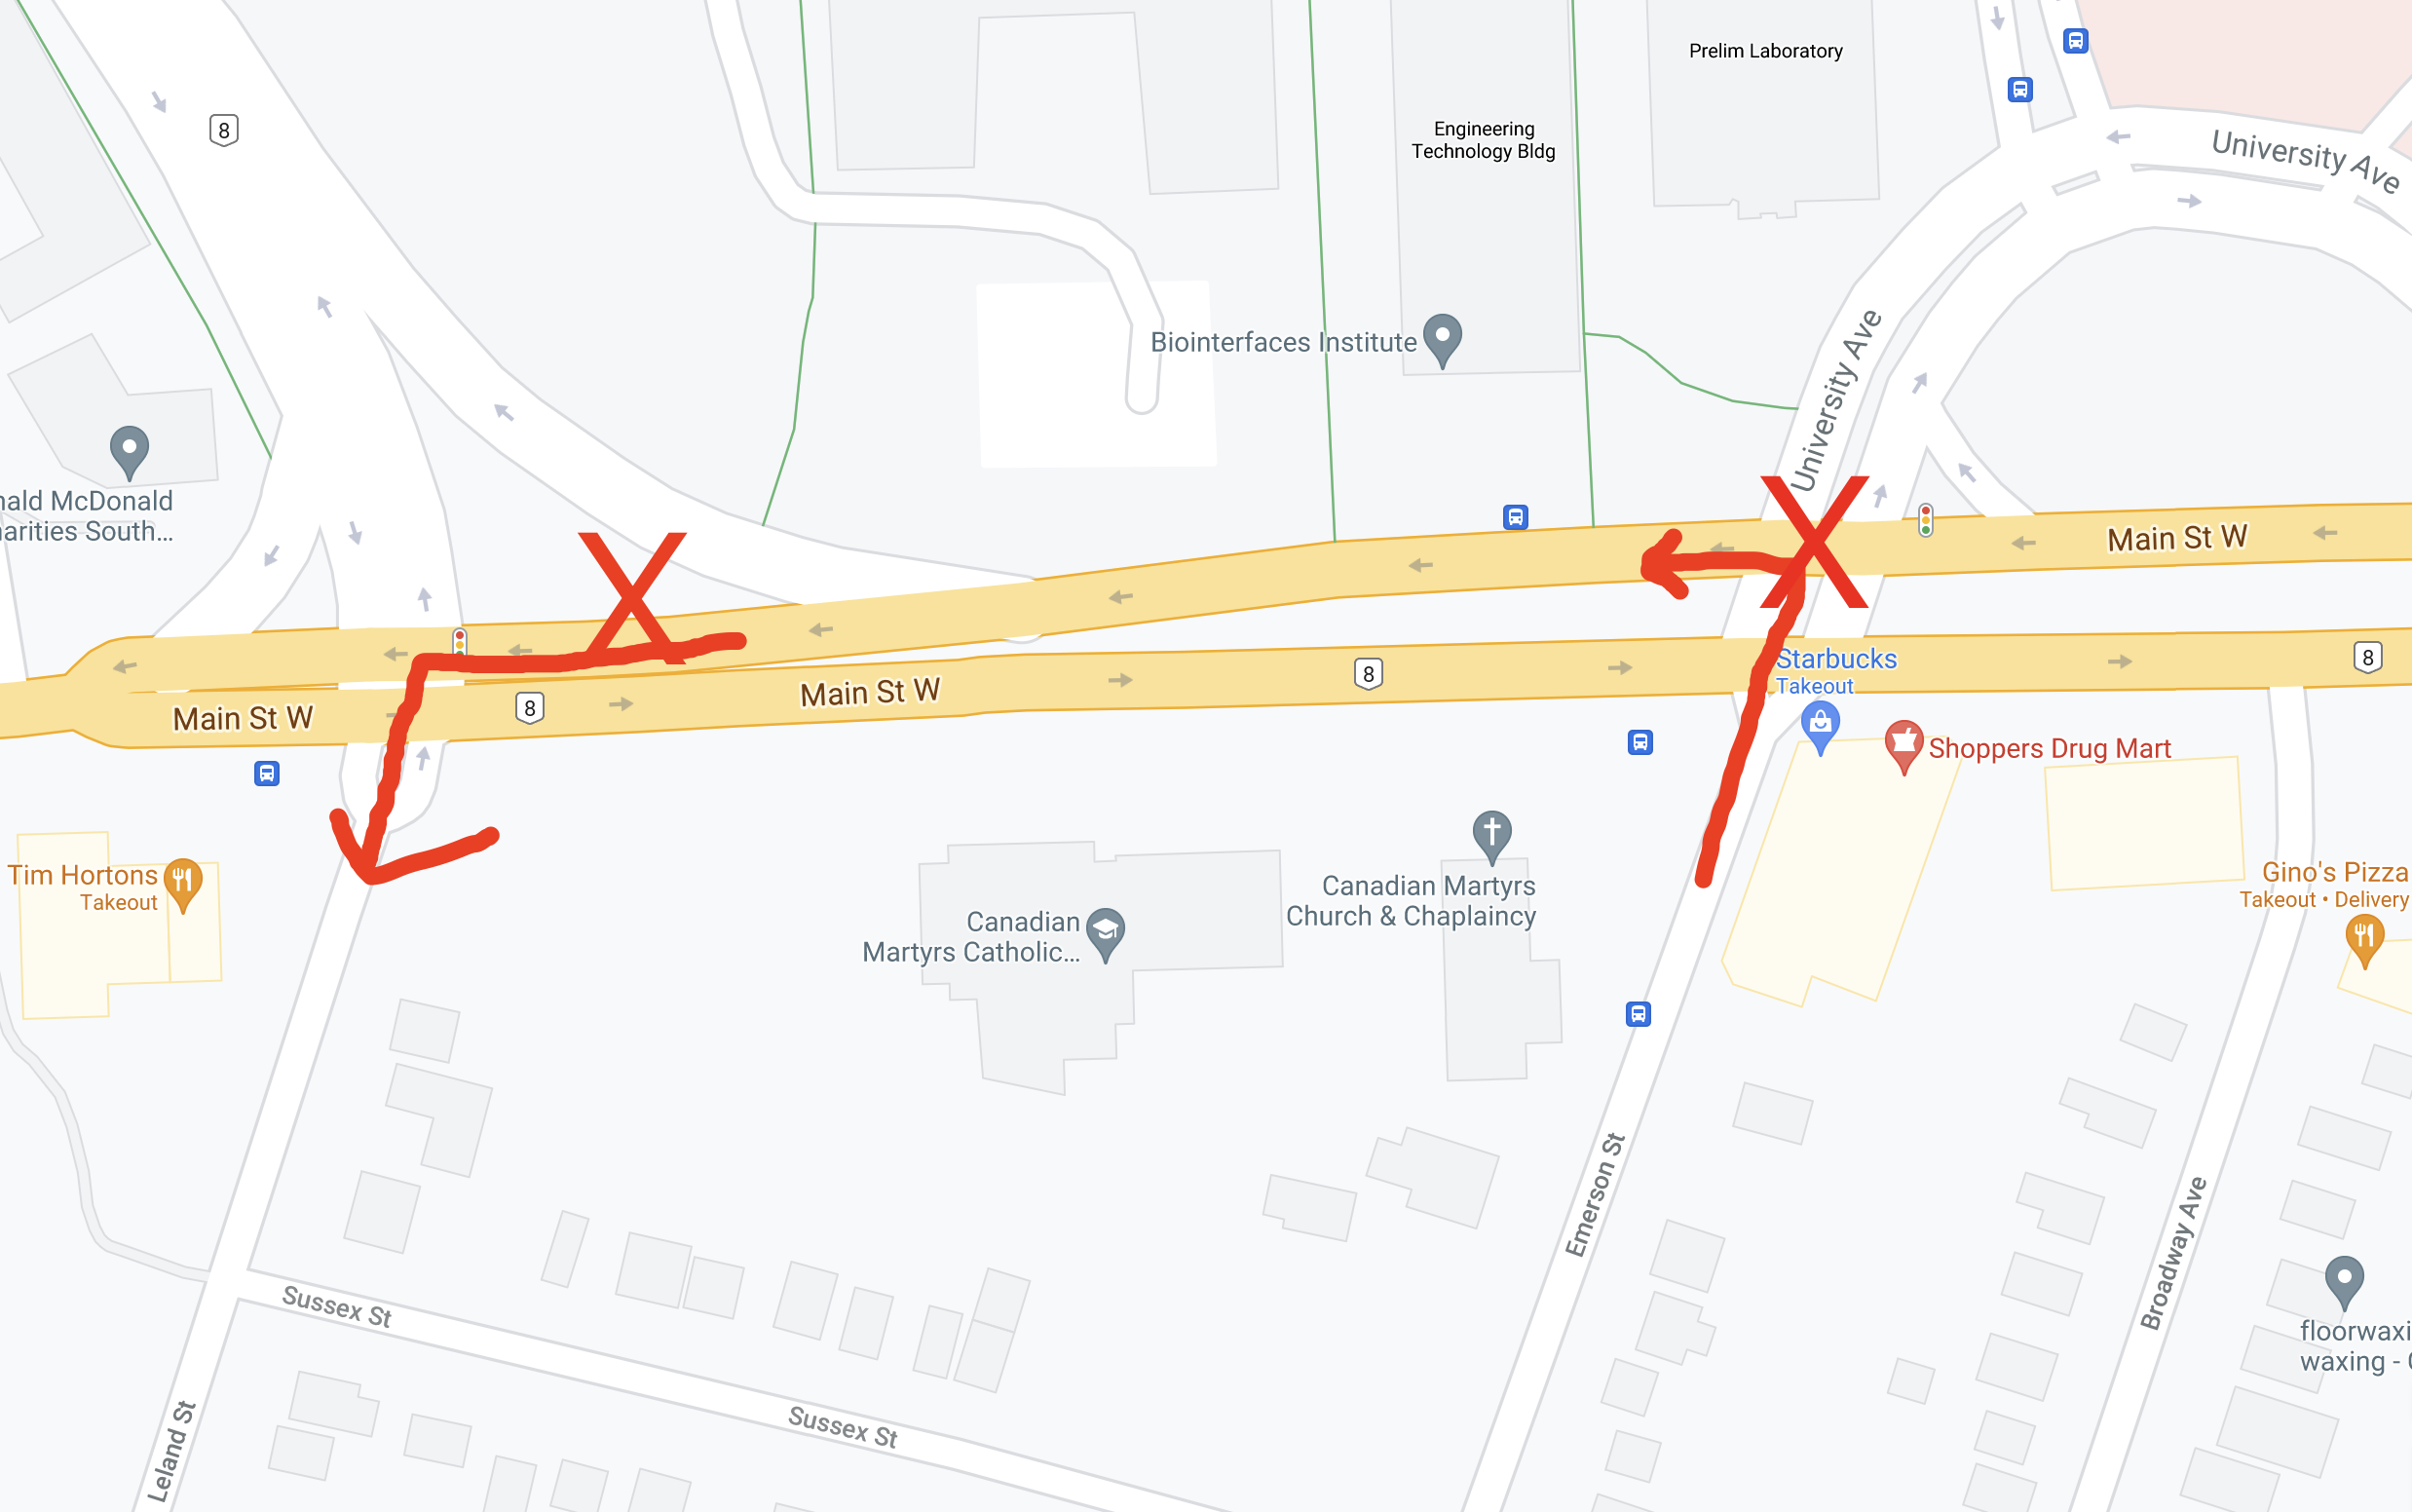 Prelim Laboratory
8
Engineering
Technology Bldg
University Ave
Biointerfaces Institute
University Ave
nald McDonald
harities South...
Main St W
Starbucks
Takeout
8
8
Main St W
8
Main St W
Shoppers Drug Mart
Tim Hortons
Takeout
Canadian
Martyrs Catholic...
Canadian Martyrs
Church & Chaplaincy
Gino's Pizza
Takeout • Delivery
Emerson St
Broadway Ave
Sussex St
floorwaxi
waxing - 
Sussex St
Leland St